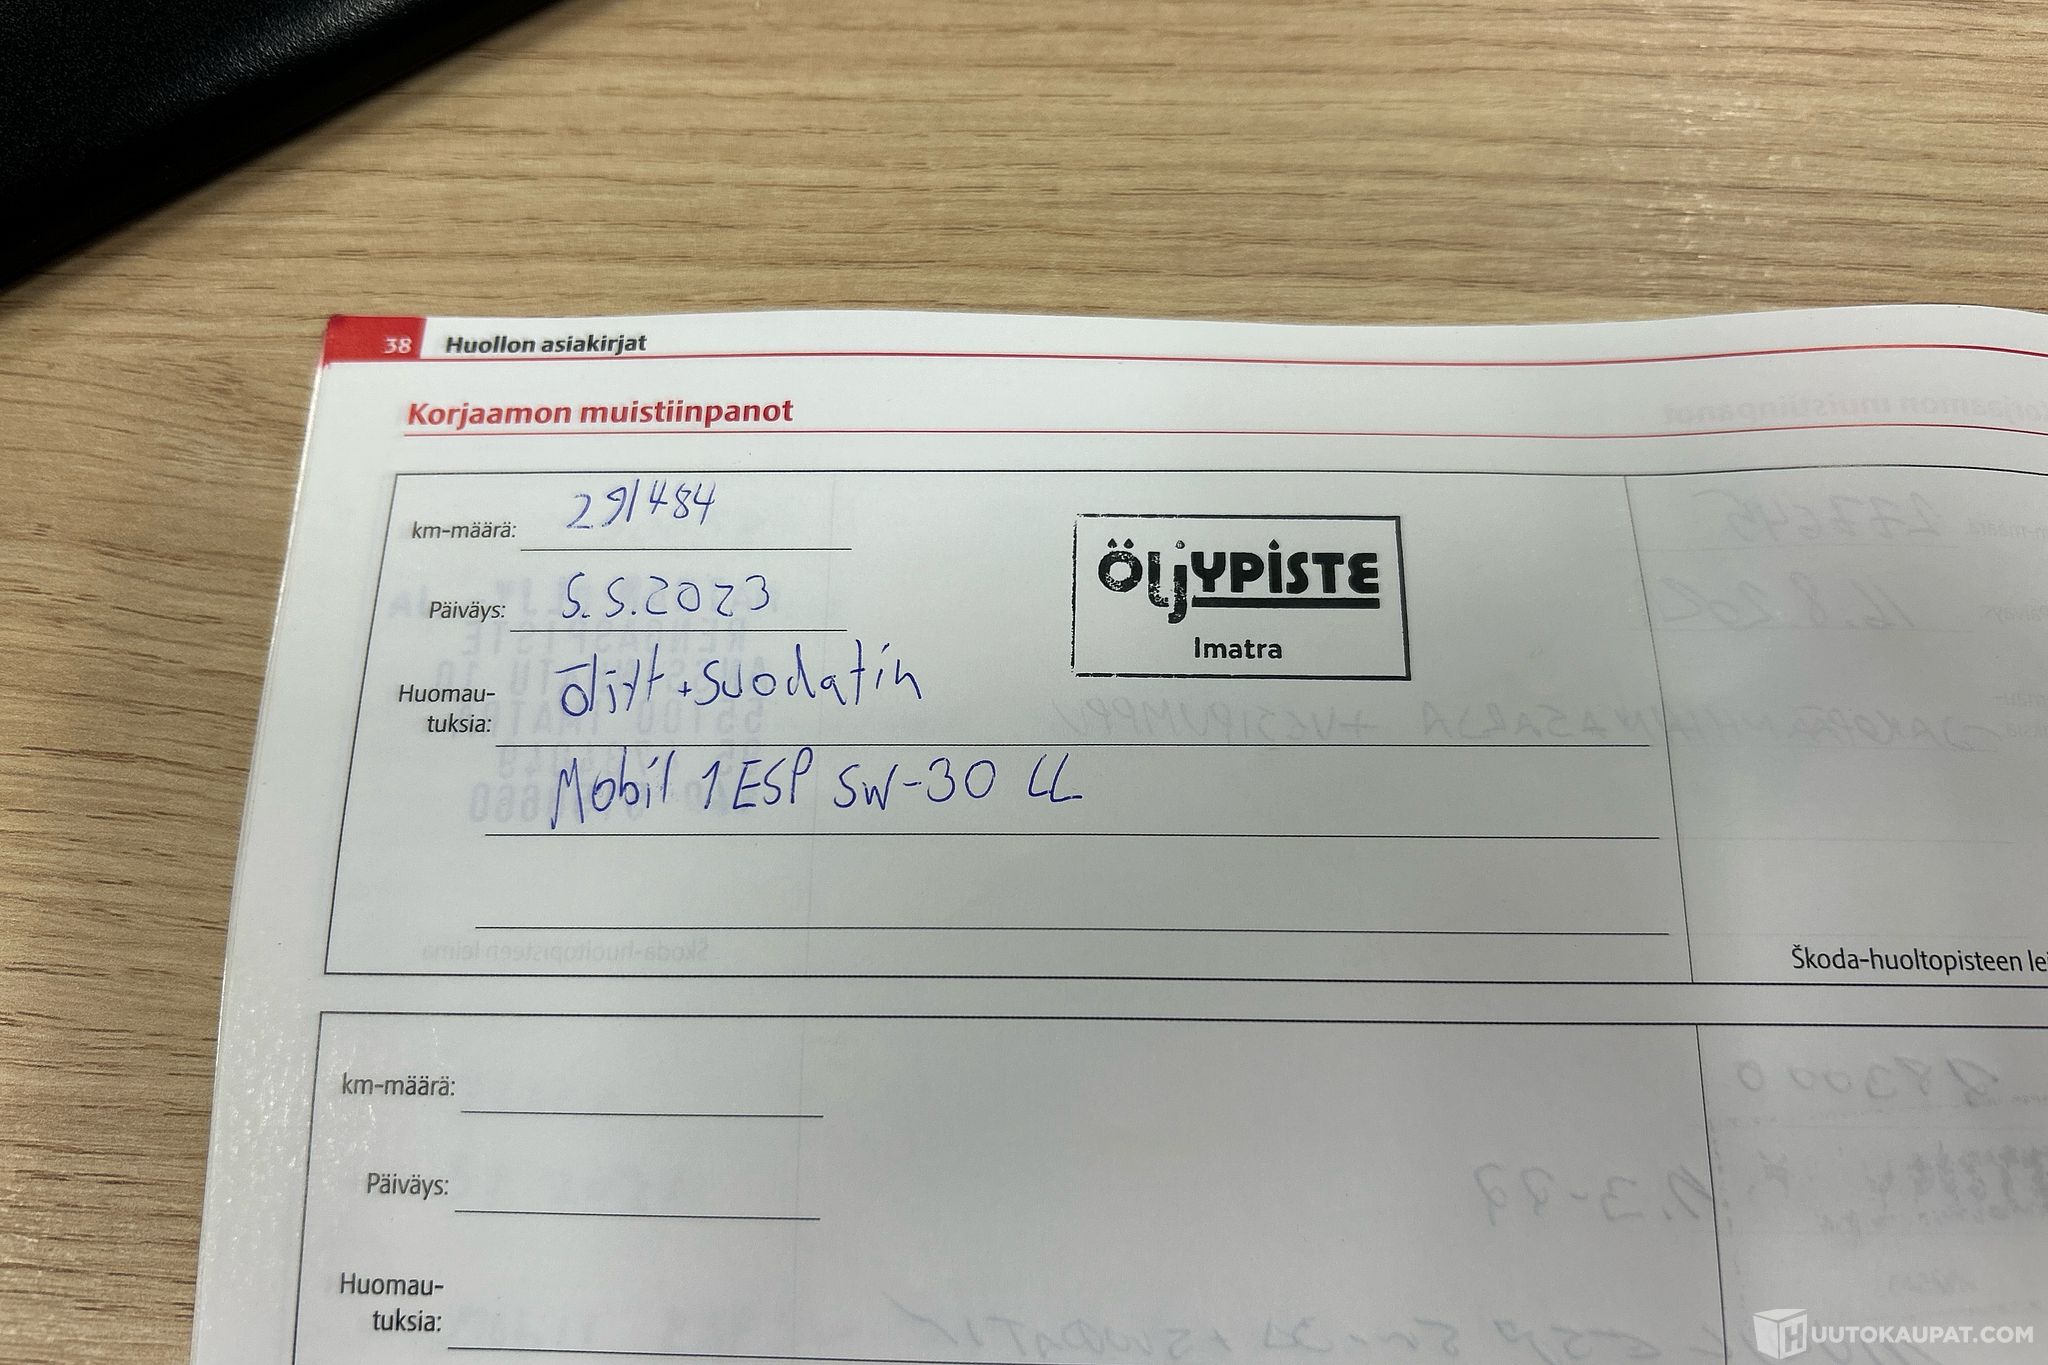 38 Huollon asiakirjat
Korjaamon muistiinpanot
km-määrä: 291484
Päiväys: 5.5.2023
Huomau-
tuksia: Öljyt + suodatin
Mobil 1 ESP 5W-30 LL
ÖLJYPISTE
Imatra
Škoda-huoltopisteen lei
km-määrä:
Päiväys:
Huomau-
tuksia:
HUUTOKAUPAT.COM